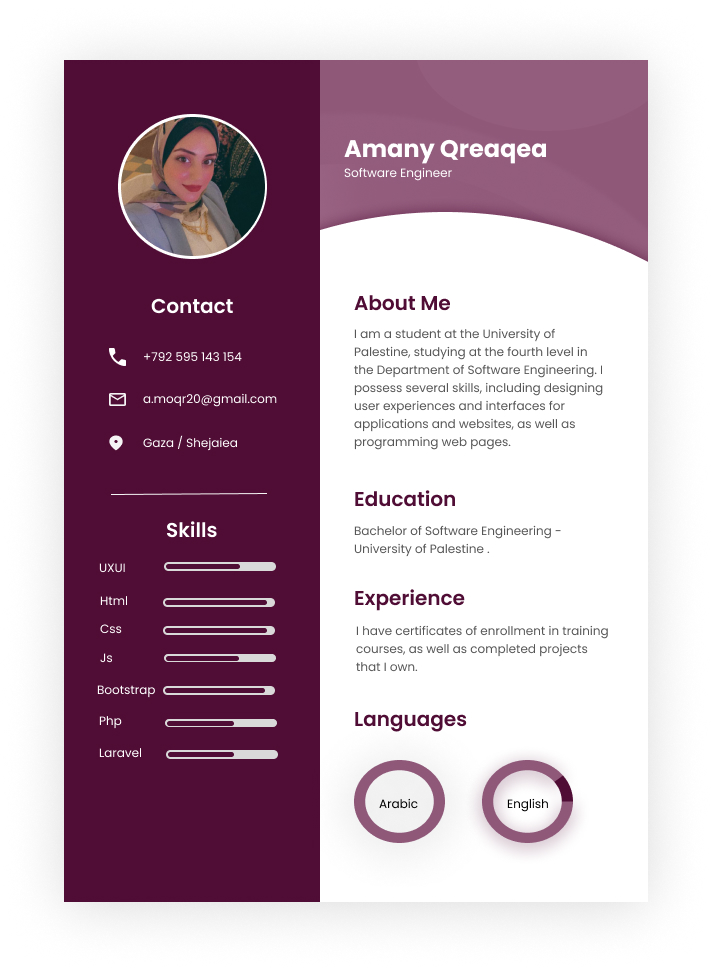 Amany Qreaqea
Software Engineer
Contact
+792 595 143 154
a.moqr20@gmail.com
Gaza / Shejaiea
Skills
UXUI
Html
Css
Js
Bootstrap
Php
Laravel
About Me
I am a student at the University of
Palestine, studying at the fourth level in
the Department of Software Engineering. I
possess several skills, including designing
user experiences and interfaces for
applications and websites, as well as
programming web pages.
Education
Bachelor of Software Engineering -
University of Palestine .
Experience
I have certificates of enrollment in training
courses, as well as completed projects
that I own.
Languages
Arabic
English